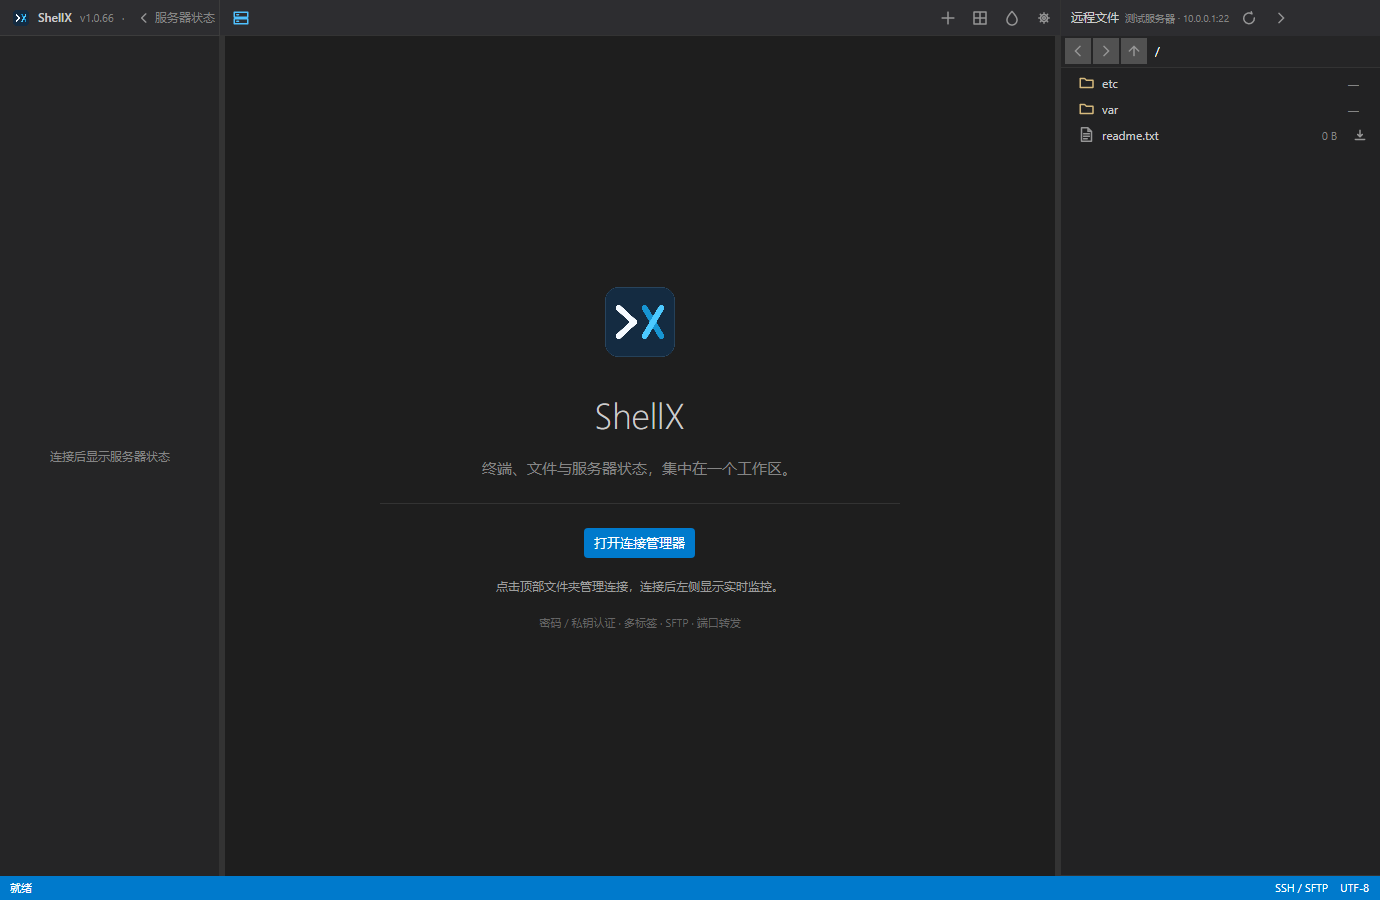 ShellX v1.0.66 · 服务器状态
远程文件 测试服务器 · 10.0.0.1:22
/
etc —
var —
readme.txt 0 B
ShellX
终端、文件与服务器状态，集中在一个工作区。
连接后显示服务器状态
打开连接管理器
点击顶部文件夹管理连接，连接后左侧显示实时监控。
密码 / 私钥认证 · 多标签 · SFTP · 端口转发
就绪
SSH / SFTP UTF-8